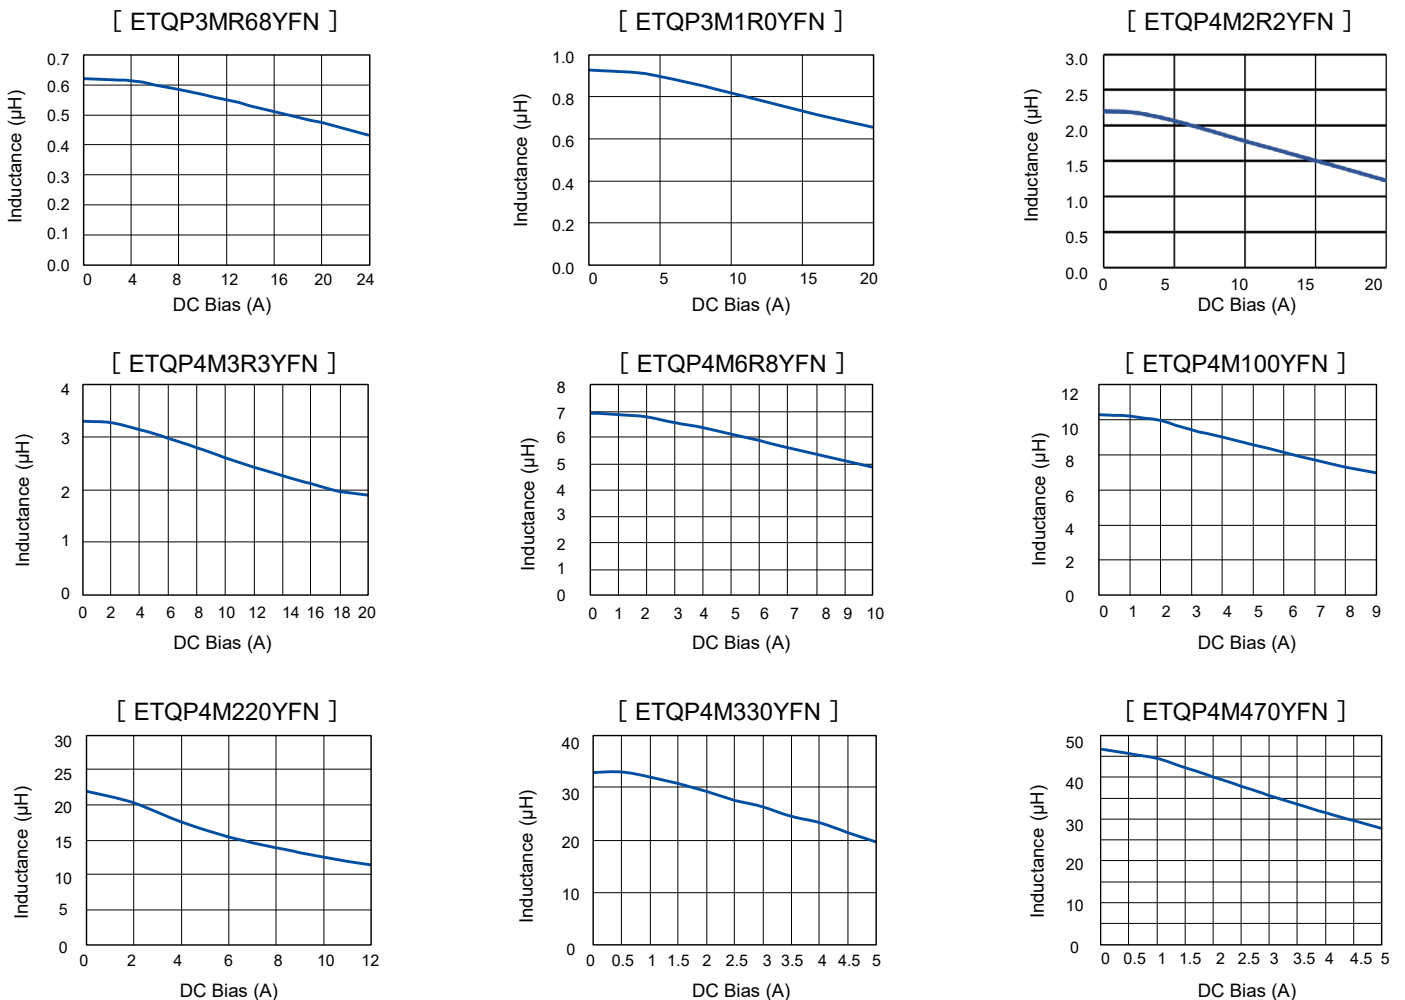 [ ETQP3MR68YFN ]
0.7
0.6
0.5
0.4
0.3
0.2
0.1
0.0
Inductance (μH)
0 4 8 12 16 20 24
DC Bias (A)
[ ETQP3M1R0YFN ]
1.0
0.8
0.6
0.4
0.2
0.0
Inductance (μH)
0 5 10 15 20
DC Bias (A)
[ ETQP4M2R2YFN ]
3.0
2.5
2.0
1.5
1.0
0.5
0.0
Inductance (μH)
0 5 10 15 20
DC Bias (A)
[ ETQP4M3R3YFN ]
4
3
2
1
0
Inductance (μH)
0 2 4 6 8 10 12 14 16 18 20
DC Bias (A)
[ ETQP4M6R8YFN ]
8
7
6
5
4
3
2
1
0
Inductance (μH)
0 1 2 3 4 5 6 7 8 9 10
DC Bias (A)
[ ETQP4M100YFN ]
12
10
8
6
4
2
0
Inductance (μH)
0 1 2 3 4 5 6 7 8 9
DC Bias (A)
[ ETQP4M220YFN ]
30
25
20
15
10
5
0
Inductance (μH)
0 2 4 6 8 10 12
DC Bias (A)
[ ETQP4M330YFN ]
40
30
20
10
0
Inductance (μH)
0 0.5 1 1.5 2 2.5 3 3.5 4 4.5 5
DC Bias (A)
[ ETQP4M470YFN ]
50
40
30
20
10
0
Inductance (μH)
0 0.5 1 1.5 2 2.5 3 3.5 4 4.5 5
DC Bias (A)